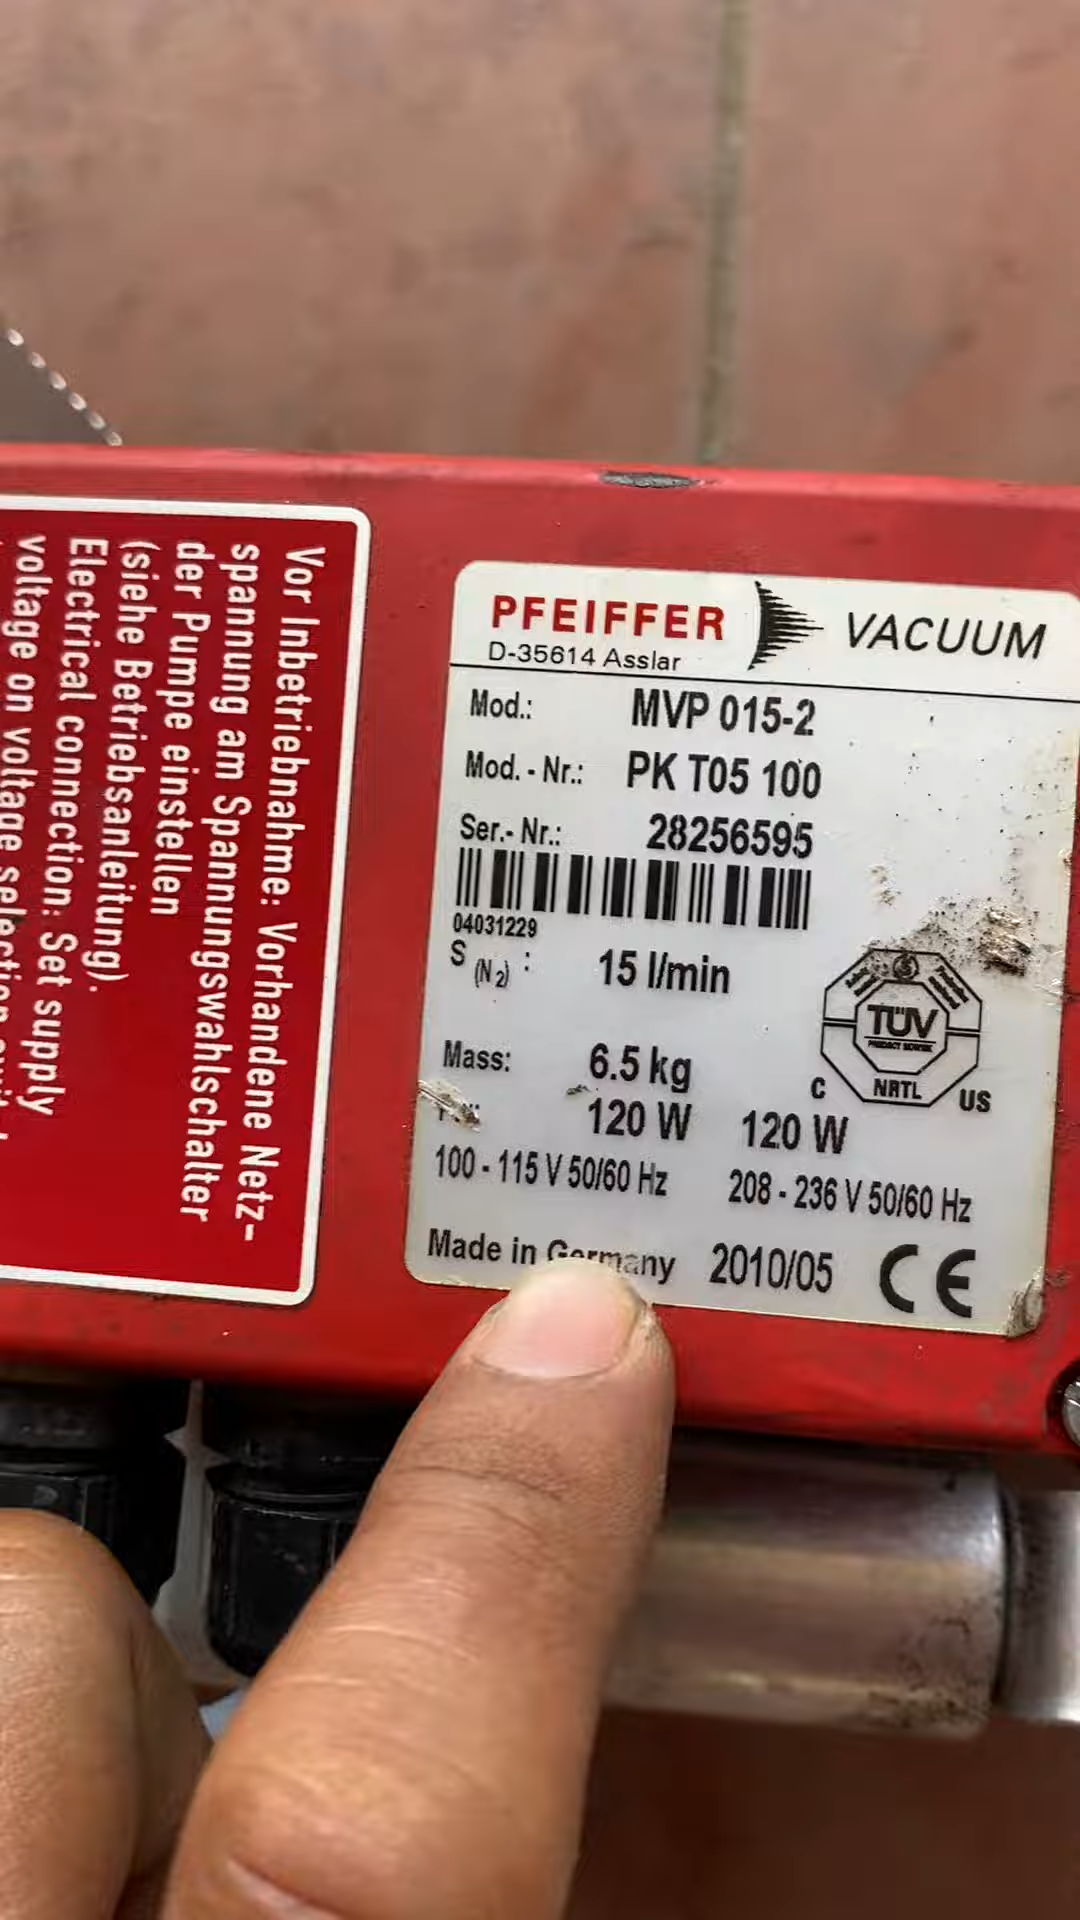 Vor Inbetriebnahme: Vorhandene Netz-
spannung am Spannungswahlschalter
der Pumpe einstellen
(siehe Betriebsanleitung).
Electrical connection: Set supply
voltage on voltage selection
PFEIFFER VACUUM
D-35614 Asslar
Mod.: MVP 015-2
Mod. - Nr.: PK T05 100
Ser.- Nr.: 28256595
04031229
S (N2) : 15 l/min
Mass: 6.5 kg
120 W 120 W
100 - 115 V 50/60 Hz 208 - 236 V 50/60 Hz
Made in Germany 2010/05 CE
TÜV
C NRTL US